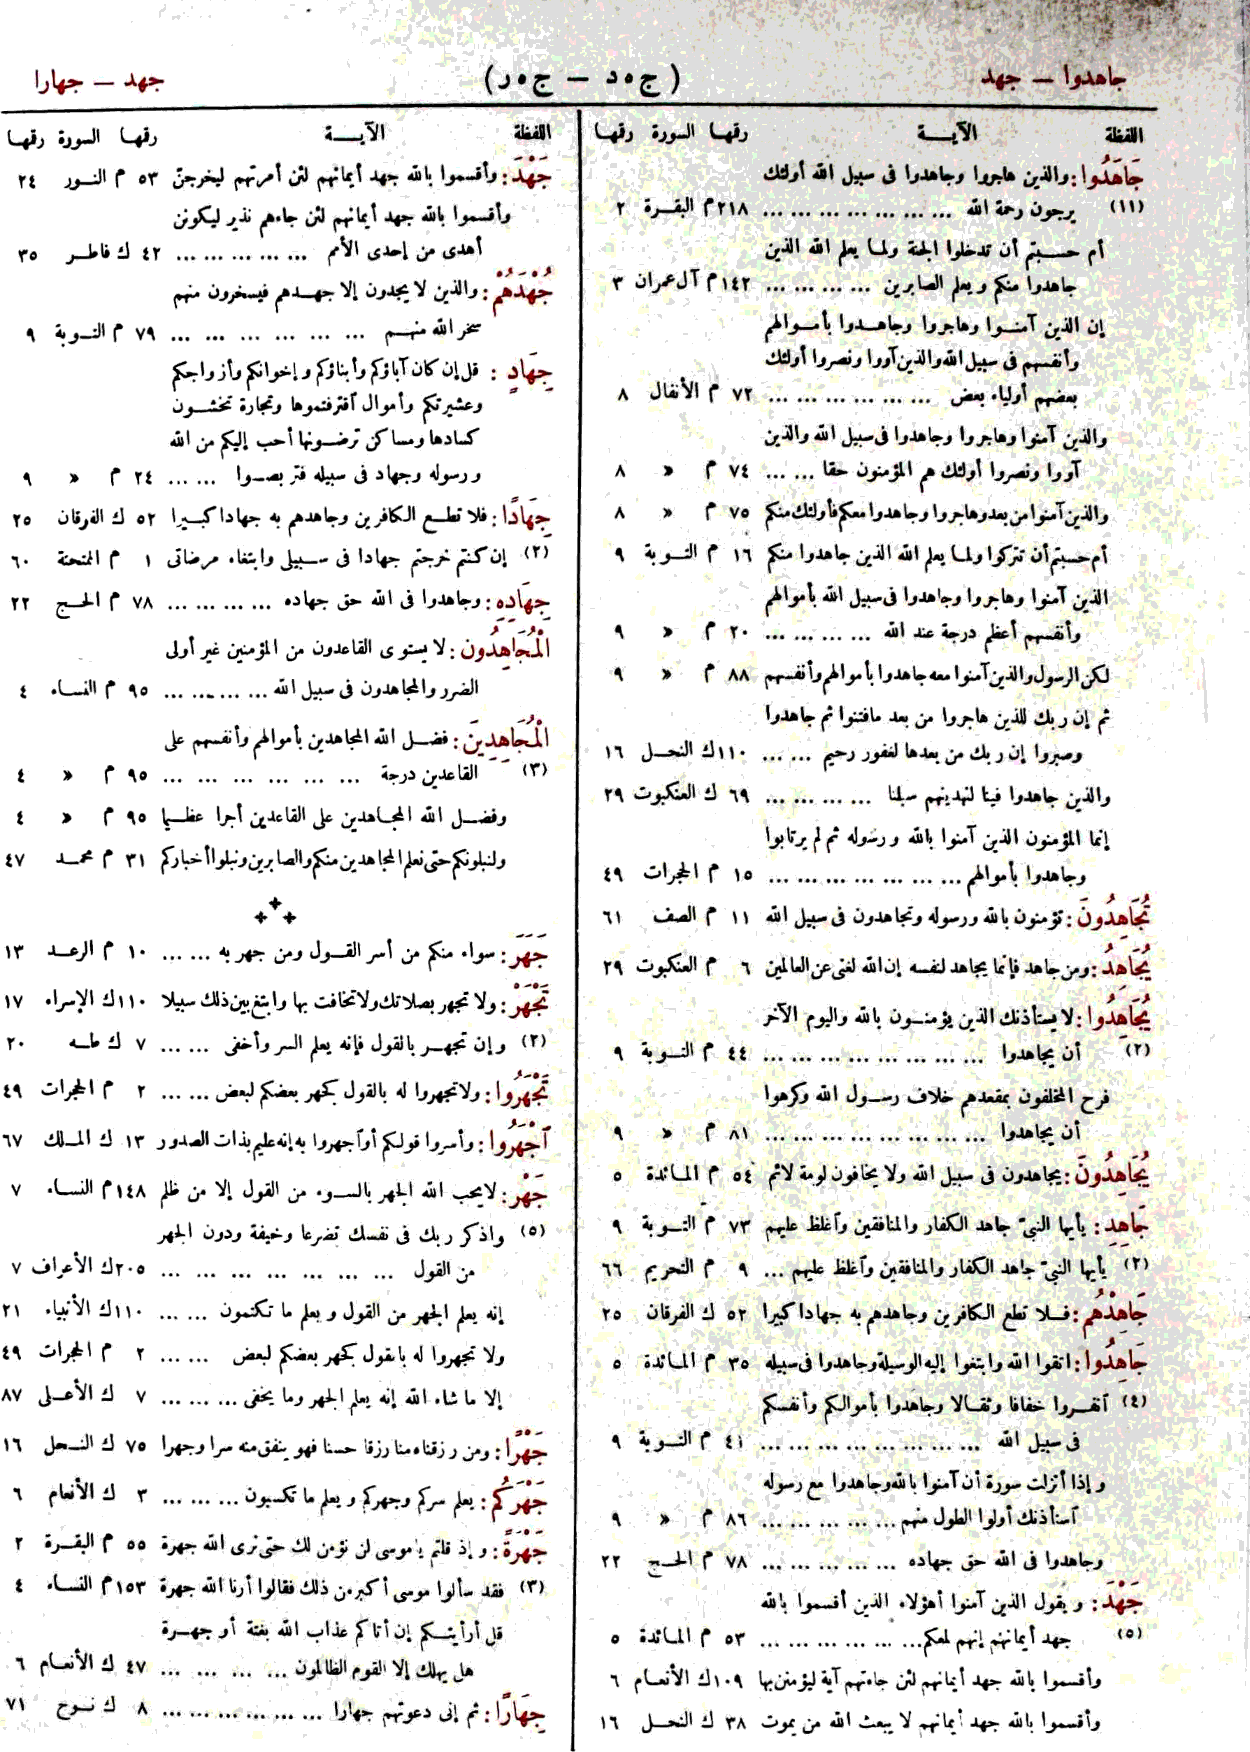 جاهدوا — جهد
( ج ه د — ج ه ر )
جهد — جهارا
اللفظة الآيــة رقها السورة رقها
جَاهَدُوا : والذين هاجروا وجاهدوا فى سبيل الله أولئك
(١١) يرجون رحمة الله ... ... ... ... ... ... ... ٢١٨ م البقرة ٢
أم حسبتم أن تدخلوا الجنة ولما يعلم الله الذين
جاهدوا منكم ويعلم الصابرين ... ... ... ... ١٤٢ م آل عمران ٣
إن الذين آمنوا وهاجروا وجاهدوا بأموالهم
وأنفسهم فى سبيل الله والذين آووا ونصروا أولئك
بعضهم أولياء بعض ... ... ... ... ... ... ٧٢ م الأنفال ٨
والذين آمنوا وهاجروا وجاهدوا فى سبيل الله والذين
آووا ونصروا أولئك هم المؤمنون حقا ... ... ٧٤ م » ٨
والذين آمنوا من بعد وهاجروا وجاهدوا معكم فأولئك منكم ٧٥ م » ٨
أم حسبتم أن تتركوا ولما يعلم الله الذين جاهدوا منكم ١٦ م التوبة ٩
الذين آمنوا وهاجروا وجاهدوا فى سبيل الله بأموالهم
وأنفسهم أعظم درجة عند الله ... ... ... ... ٢٠ م » ٩
لكن الرسول والذين آمنوا معه جاهدوا بأموالهم وأنفسهم ٨٨ م » ٩
ثم إن ربك للذين هاجروا من بعد مافتنوا ثم جاهدوا
وصبروا إن ربك من بعدها لغفور رحيم ... ... ١١٠ ك النحل ١٦
والذين جاهدوا فينا لنهدينهم سبلنا ... ... ... ... ٦٩ ك العنكبوت ٢٩
إنما المؤمنون الذين آمنوا بالله ورسوله ثم لم يرتابوا
وجاهدوا بأموالهم ... ... ... ... ... ... ... ١٥ م الحجرات ٤٩
تُجَاهِدُونَ : تؤمنون بالله ورسوله وتجاهدون فى سبيل الله ١١ م الصف ٦١
يُجَاهِدُ : ومن جاهد فإنما يجاهد لنفسه إن الله لغنى عن العالمين ٦ م العنكبوت ٢٩
يُجَاهِدُوا : لا يستأذنك الذين يؤمنون بالله واليوم الآخر
(٢) أن يجاهدوا ... ... ... ... ... ... ... ... ٤٤ م التوبة ٩
فرح المخلفون بمقعدهم خلاف رسول الله وكرهوا
أن يجاهدوا ... ... ... ... ... ... ... ... ٨١ م » ٩
يُجَاهِدُونَ : يجاهدون فى سبيل الله ولا يخافون لومة لائم ٥٤ م المائدة ٥
جَاهِدِ : يأيها النبىّ جاهد الكفار والمنافقين واغلظ عليهم ٧٣ م التوبة ٩
(٢) يأيها النبىّ جاهد الكفار والمنافقين واغلظ عليهم ... ٩ م التحريم ٦٦
جَاهِدْهُم : فلا تطع الكافرين وجاهدهم به جهادا كبيرا ٥٢ ك الفرقان ٢٥
جَاهِدُوا : اتقوا الله وابتغوا إليه الوسيلة وجاهدوا فى سبيله ٣٥ م المائدة ٥
(٤) انفروا خفافا وثقالا وجاهدوا بأموالكم وأنفسكم
فى سبيل الله ... ... ... ... ... ... ... ... ٤١ م التوبة ٩
وإذا أنزلت سورة أن آمنوا بالله وجاهدوا مع رسوله
استأذنك أولوا الطول منهم ... ... ... ... ... ٨٦ م » ٩
وجاهدوا فى الله حق جهاده ... ... ... ... ... ٧٨ م الحج ٢٢
جَهْدَ : ويقول الذين آمنوا أهؤلاء الذين أقسموا بالله
(٥) جهد أيمانهم إنهم لمعكم ... ... ... ... ... ... ٥٣ م المائدة ٥
وأقسموا بالله جهد أيمانهم لئن جاءتهم آية ليؤمنن بها ١٠٩ ك الأنعام ٦
وأقسموا بالله جهد أيمانهم لا يبعث الله من يموت ٣٨ ك النحل ١٦
اللفظة الآيــة رقها السورة رقها
جَهْدَ : وأقسموا بالله جهد أيمانهم لئن أمرتهم ليخرجن ٥٣ م النور ٢٤
وأقسموا بالله جهد أيمانهم لئن جاءهم نذير ليكونن
أهدى من إحدى الأمم ... ... ... ... ... ٤٢ ك فاطر ٣٥
جُهْدَهُمْ : والذين لا يجدون إلا جهدهم فيسخرون منهم
سخر الله منهم ... ... ... ... ... ... ... ٧٩ م التوبة ٩
جِهَادٍ : قل إن كان آباؤكم وأبناؤكم وإخوانكم وأزواجكم
وعشيرتكم وأموال اقترفتموها وتجارة تخشون
كسادها ومساكن ترضونها أحب إليكم من الله
ورسوله وجهاد فى سبيله فتربصوا ... ... ٢٤ م » ٩
جِهَادًا : فلا تطع الكافرين وجاهدهم به جهادا كبيرا ٥٢ ك الفرقان ٢٥
(٢) إن كنتم خرجتم جهادا فى سبيلى وابتغاء مرضاتى ١ م الممتحنة ٦٠
جِهَادِهِ : وجاهدوا فى الله حق جهاده ... ... ... ... ٧٨ م الحج ٢٢
الْمُجَاهِدُون : لا يستوى القاعدون من المؤمنين غير أولى
الضرر والمجاهدون فى سبيل الله ... ... ... ... ٩٥ م النساء ٤
الْمُجَاهِدِينَ : فضل الله المجاهدين بأموالهم وأنفسهم على
(٣) القاعدين درجة ... ... ... ... ... ... ٩٥ م » ٤
وفضل الله المجاهدين على القاعدين أجرا عظيما ٩٥ م » ٤
ولنبلونكم حتى نعلم المجاهدين منكم والصابرين ونبلوا أخباركم ٣١ م محمد ٤٧
جَهَرَ : سواء منكم من أسر القول ومن جهر به ... ... ١٠ م الرعد ١٣
تَجْهَرْ : ولا تجهر بصلاتك ولا تخافت بها وابتغ بين ذلك سبيلا ١١٠ ك الإسراء ١٧
(٢) وإن تجهر بالقول فإنه يعلم السر وأخفى ... ... ٧ ك طه ٢٠
تَجْهَرُوا : ولا تجهروا له بالقول كجهر بعضكم لبعض ... ... ٢ م الحجرات ٤٩
اجْهَرُوا : وأسروا قولكم أو اجهروا به إنه عليم بذات الصدور ١٣ ك الملك ٦٧
جَهْر : لا يحب الله الجهر بالسوء من القول إلا من ظلم ١٤٨ م النساء ٧
(٥) واذكر ربك فى نفسك تضرعا وخيفة ودون الجهر
من القول ... ... ... ... ... ... ... ٢٠٥ ك الأعراف ٧
إنه يعلم الجهر من القول ويعلم ما تكتمون ... ... ١١٠ ك الأنبياء ٢١
ولا تجهروا له بالقول كجهر بعضكم لبعض ... ... ٢ م الحجرات ٤٩
إلا ما شاء الله إنه يعلم الجهر وما يخفى ... ... ... ٧ ك الأعلى ٨٧
جَهْرًا : ومن رزقناه منا رزقا حسنا فهو ينفق منه سرا وجهرا ٧٥ ك النحل ١٦
جَهْرَكُم : يعلم سركم وجهركم ويعلم ما تكسبون ... ... ... ٣ ك الأنعام ٦
جَهْرَةً : وإذ قلتم ياموسى لن نؤمن لك حتى نرى الله جهرة ٥٥ م البقرة ٢
(٣) فقد سألوا موسى أكبر من ذلك فقالوا أرنا الله جهرة ١٥٣ م النساء ٤
قل أرأيتكم إن أتاكم عذاب الله بغتة أو جهرة
هل يهلك إلا القوم الظالمون ... ... ... ... ٤٧ ك الأنعام ٦
جِهَارًا : ثم إنى دعوتهم جهارا ... ... ... ... ... ... ٨ ك نوح ٧١